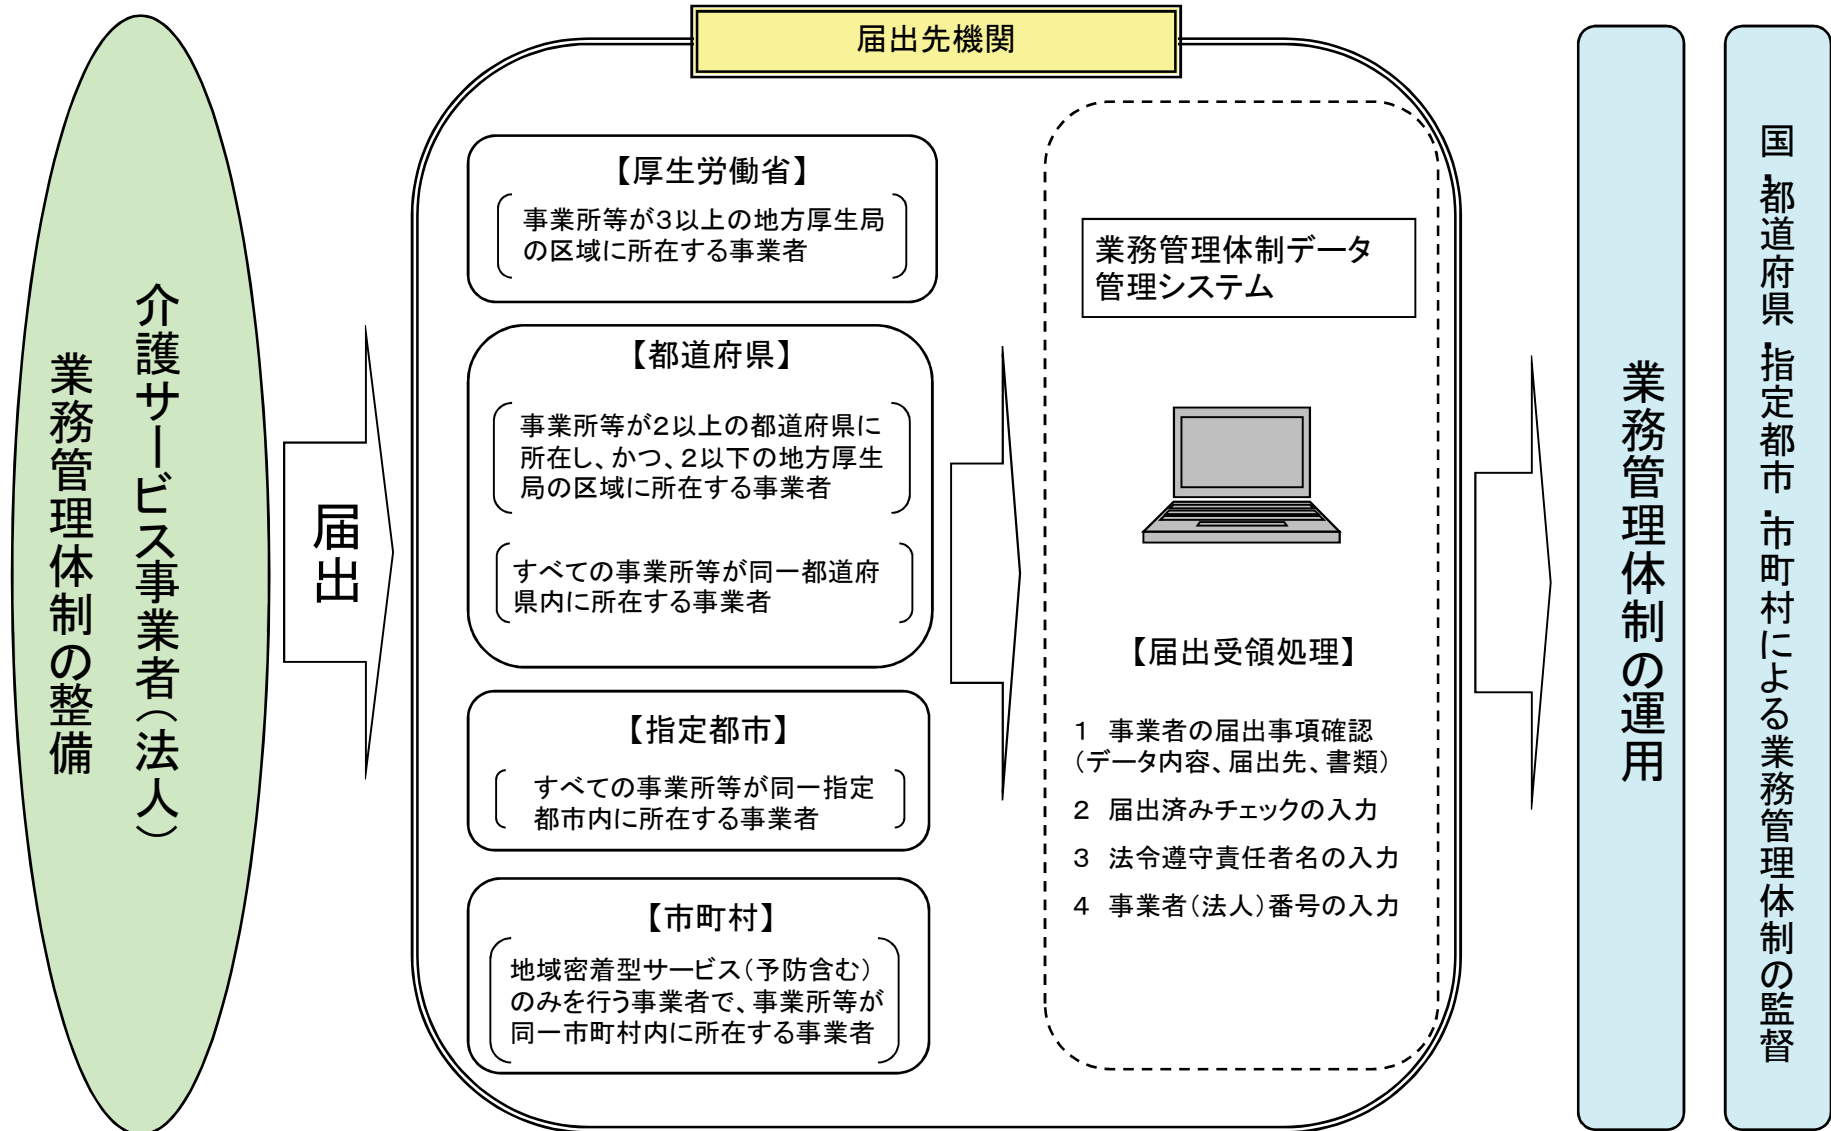 届出先機関
介護サービス事業者（法人）
業務管理体制の整備
届出
【厚生労働省】
事業所等が３以上の地方厚生局
の区域に所在する事業者
【都道府県】
事業所等が２以上の都道府県に
所在し、かつ、２以下の地方厚生
局の区域に所在する事業者
すべての事業所等が同一都道府
県内に所在する事業者
【指定都市】
すべての事業所等が同一指定
都市内に所在する事業者
【市町村】
地域密着型サービス（予防含む）
のみを行う事業者で、事業所等が
同一市町村内に所在する事業者
業務管理体制データ
管理システム
【届出受領処理】
１　事業者の届出事項確認
（データ内容、届出先、書類）
２　届出済みチェックの入力
３　法令遵守責任者名の入力
４　事業者（法人）番号の入力
業務管理体制の運用
国・都道府県・指定都市・市町村による業務管理体制の監督